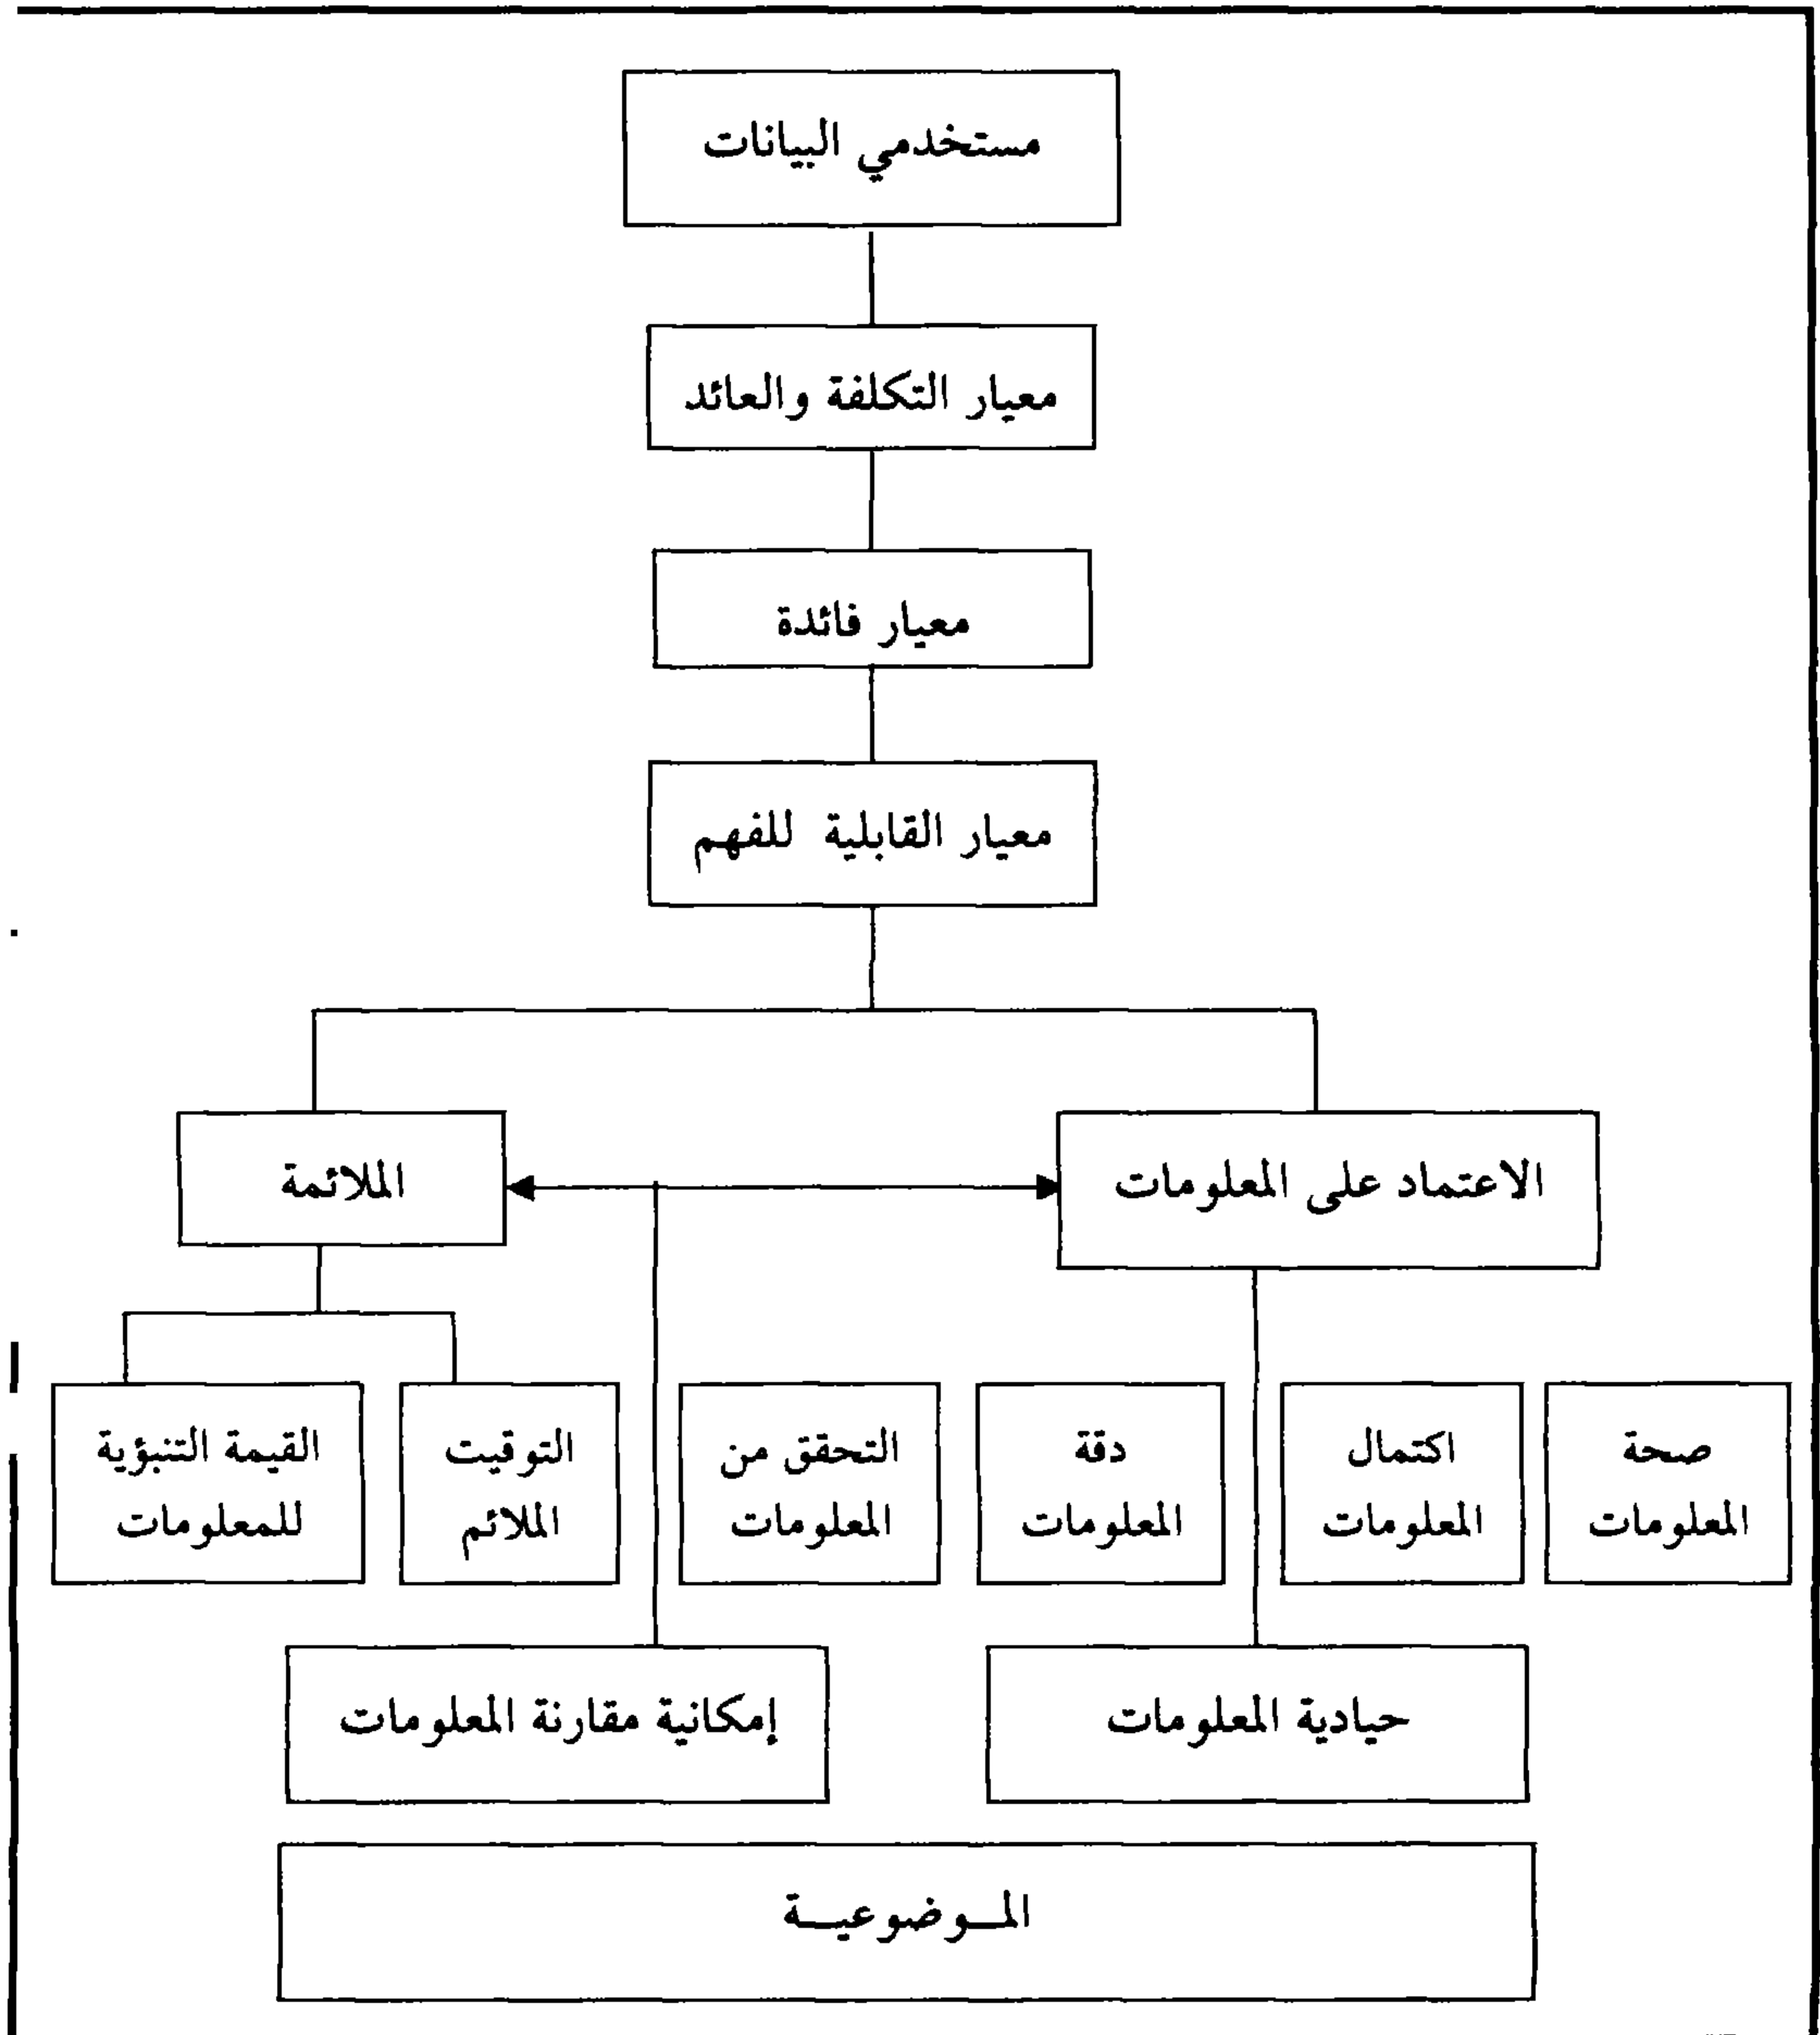 مستخدمي البيانات
معيار التكلفة والعائد
معيار فائدة
معيار القابلية للفهم
الاعتماد على المعلومات
الملائمة
صحة
المعلومات
اكتمال
المعلومات
دقة
المعلومات
التحقق من
المعلومات
التوقيت
الملائم
القيمة التنبؤية
للمعلومات
حيادية المعلومات
إمكانية مقارنة المعلومات
المــوضوعيــة